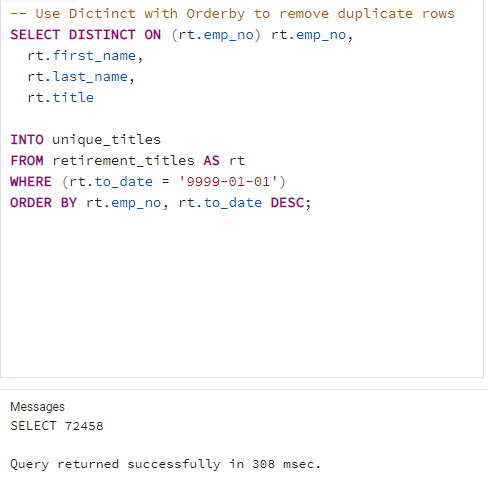 -- Use Dictinct with Orderby to remove duplicate rows
SELECT DISTINCT ON (rt.emp_no) rt.emp_no,
  rt.first_name,
  rt.last_name,
  rt.title
INTO unique_titles
FROM retirement_titles AS rt
WHERE (rt.to_date = '9999-01-01')
ORDER BY rt.emp_no, rt.to_date DESC;
Messages
SELECT 72458
Query returned successfully in 308 msec.